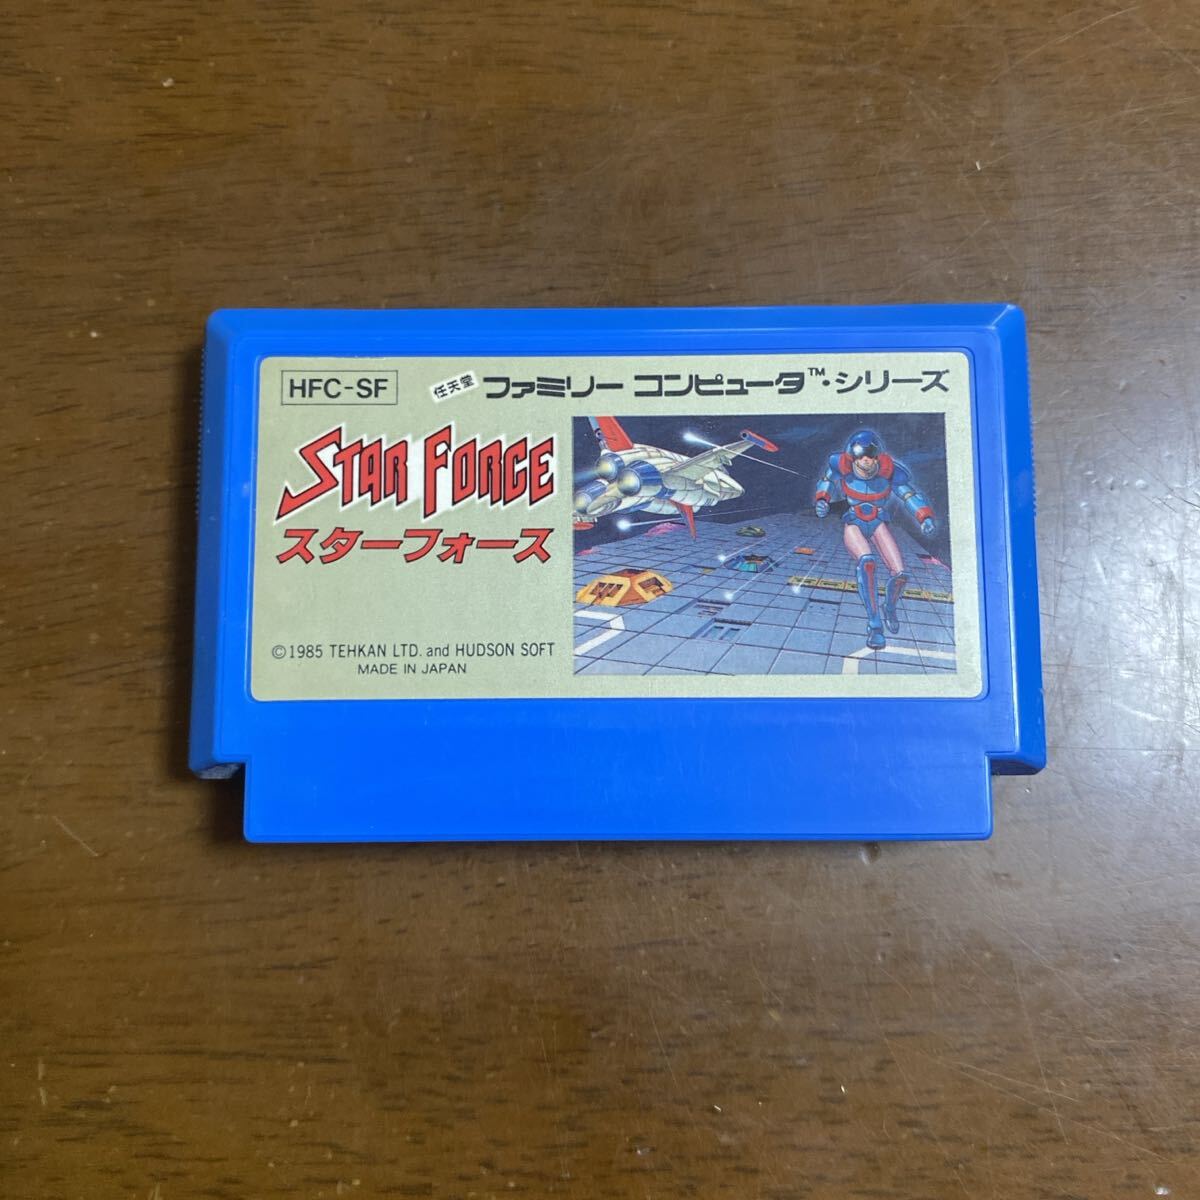 HFC-SF
任天堂 ファミリー コンピュータ™・シリーズ
STAR FORCE
スターフォース
©1985 TEHKAN LTD. and HUDSON SOFT
MADE IN JAPAN